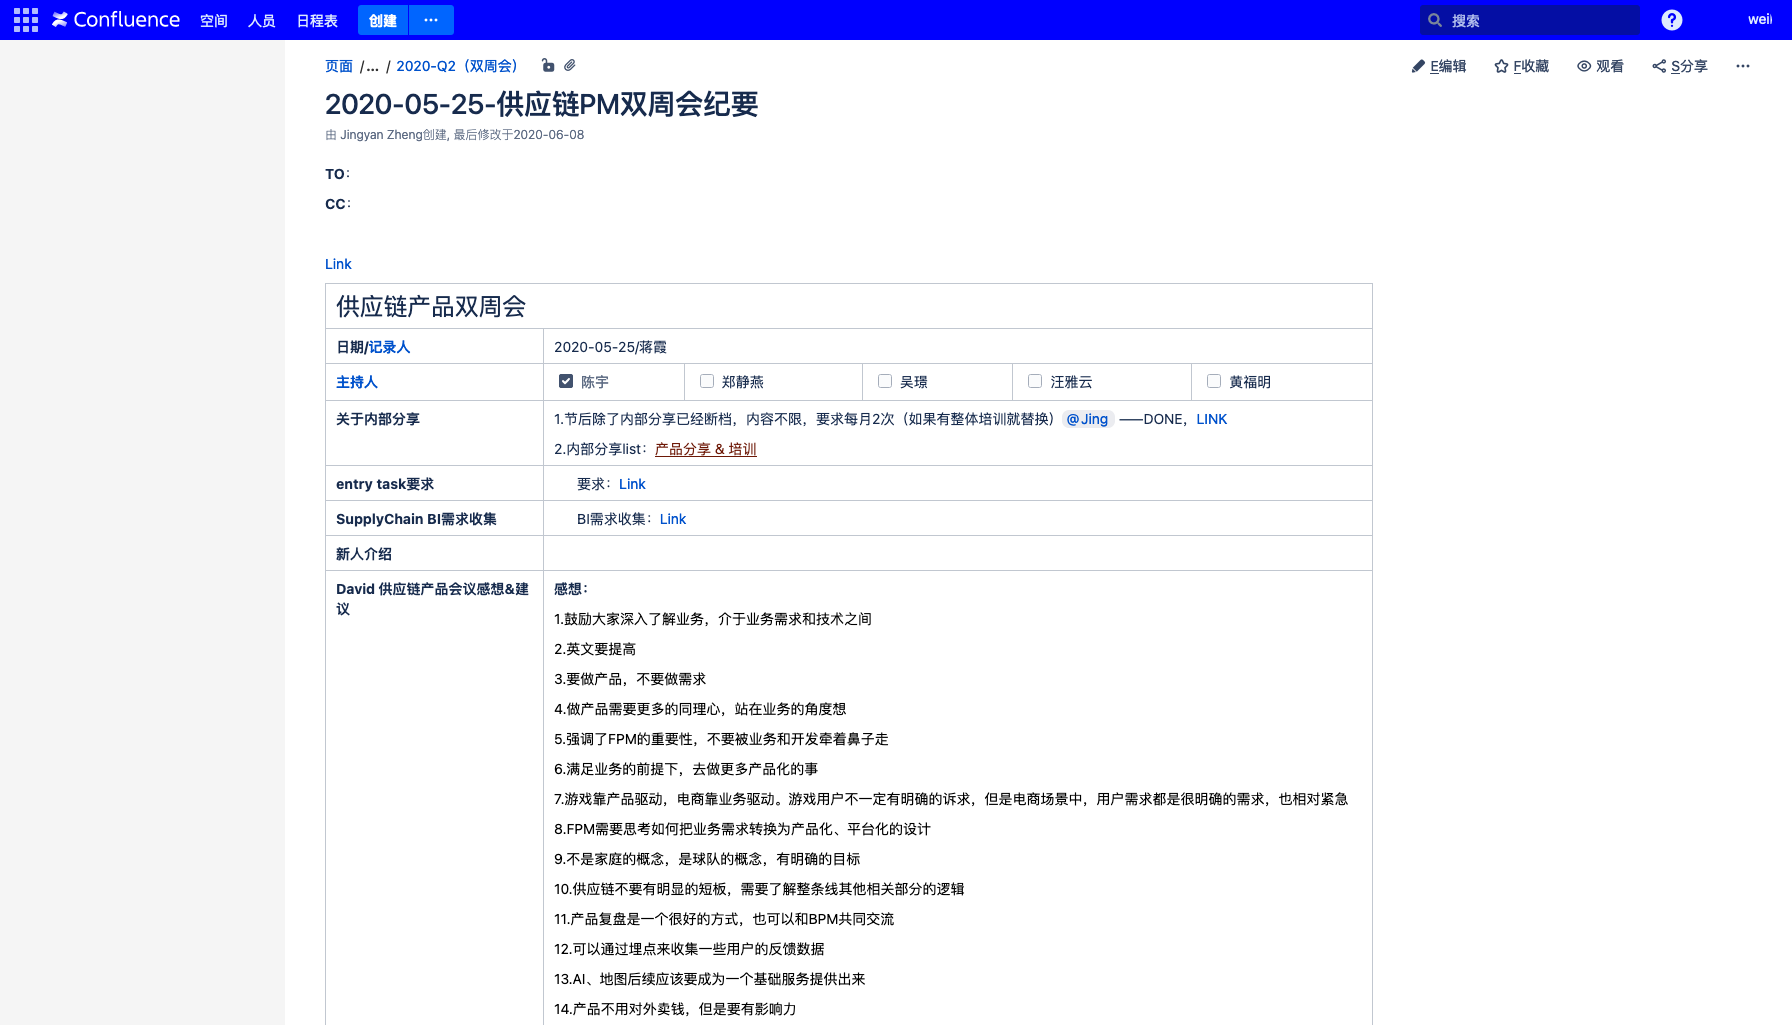 Confluence 空间 人员 日程表 创建 ··· 搜索 ? wei
页面 /... / 2020-Q2（双周会） E编辑 F收藏 观看 S分享 ···
2020-05-25-供应链PM双周会纪要
由 Jingyan Zheng创建, 最后修改于2020-06-08
TO：
CC：
Link
供应链产品双周会
日期/记录人 2020-05-25/蒋霞
主持人 陈宇 郑静燕 吴璟 汪雅云 黄福明
关于内部分享 1.节后除了内部分享已经断档，内容不限，要求每月2次（如果有整体培训就替换） @Jing ——DONE，LINK
2.内部分享list：产品分享 & 培训
entry task要求 要求：Link
SupplyChain BI需求收集 BI需求收集：Link
新人介绍
David 供应链产品会议感想&建议
感想：
1.鼓励大家深入了解业务，介于业务需求和技术之间
2.英文要提高
3.要做产品，不要做需求
4.做产品需要更多的同理心，站在业务的角度想
5.强调了FPM的重要性，不要被业务和开发牵着鼻子走
6.满足业务的前提下，去做更多产品化的事
7.游戏靠产品驱动，电商靠业务驱动。游戏用户不一定有明确的诉求，但是电商场景中，用户需求都是很明确的需求，也相对紧急
8.FPM需要思考如何把业务需求转换为产品化、平台化的设计
9.不是家庭的概念，是球队的概念，有明确的目标
10.供应链不要有明显的短板，需要了解整条线其他相关部分的逻辑
11.产品复盘是一个很好的方式，也可以和BPM共同交流
12.可以通过埋点来收集一些用户的反馈数据
13.AI、地图后续应该要成为一个基础服务提供出来
14.产品不用对外卖钱，但是要有影响力